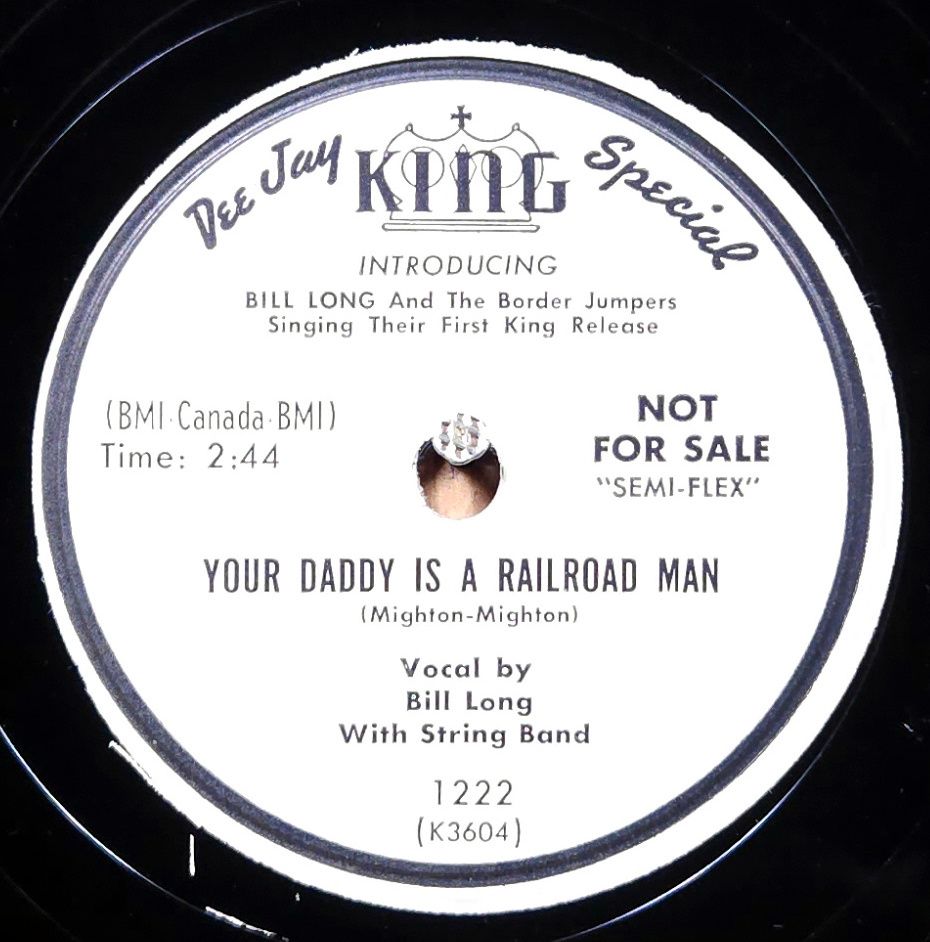 Dee Jay KING Special
INTRODUCING
BILL LONG And The Border Jumpers
Singing Their First King Release
(BMI-Canada-BMI)
Time: 2:44
NOT
FOR SALE
"SEMI-FLEX"
YOUR DADDY IS A RAILROAD MAN
(Mighton-Mighton)
Vocal by
Bill Long
With String Band
1222
(K3604)